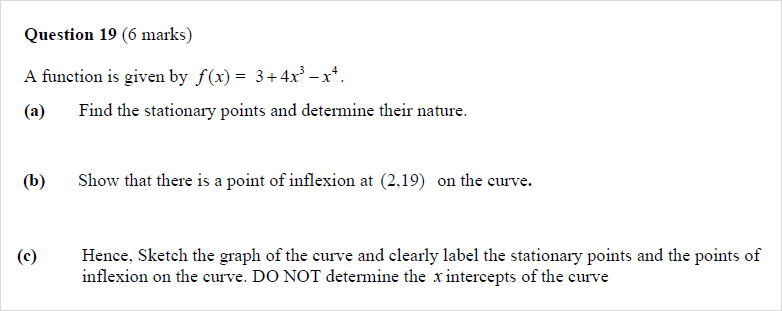 Question 19 (6 marks)
A function is given by f(x) = 3+4x³ – x⁴.
(a) Find the stationary points and determine their nature.
(b) Show that there is a point of inflexion at (2,19) on the curve.
(c) Hence, Sketch the graph of the curve and clearly label the stationary points and the points of
inflexion on the curve. DO NOT determine the x intercepts of the curve